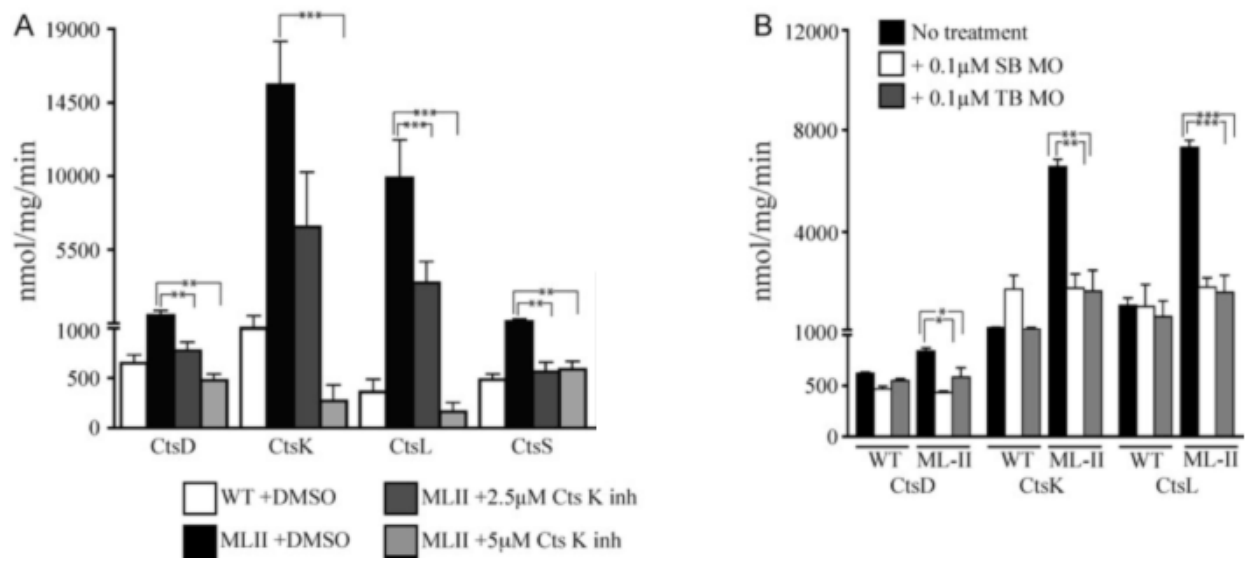 A
19000
14500
10000
5500
1000
500
0
nmol/mg/min
***
***
***
**
**
**
**
CtsD CtsK CtsL CtsS
WT +DMSO
MLII +DMSO
MLII +2.5μM Cts K inh
MLII +5μM Cts K inh
B
12000
8000
4000
1000
500
0
nmol/mg/min
No treatment
+ 0.1μM SB MO
+ 0.1μM TB MO
*
*
**
**
***
***
WT ML-II WT ML-II WT ML-II
CtsD CtsK CtsL